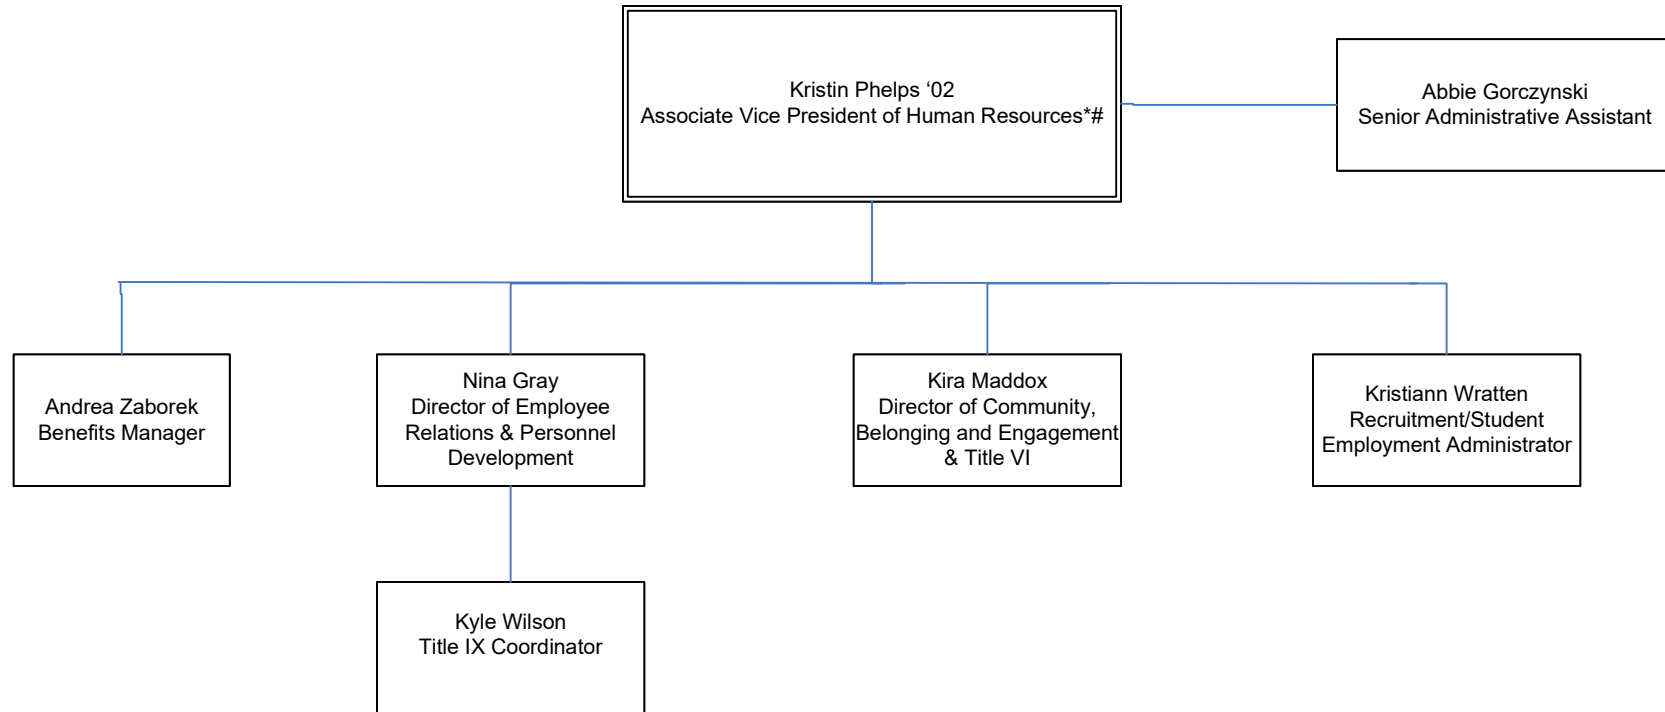 Kristin Phelps ‘02
Associate Vice President of Human Resources*#
Abbie Gorczynski
Senior Administrative Assistant
Andrea Zaborek
Benefits Manager
Nina Gray
Director of Employee
Relations & Personnel
Development
Kira Maddox
Director of Community,
Belonging and Engagement
& Title VI
Kristiann Wratten
Recruitment/Student
Employment Administrator
Kyle Wilson
Title IX Coordinator